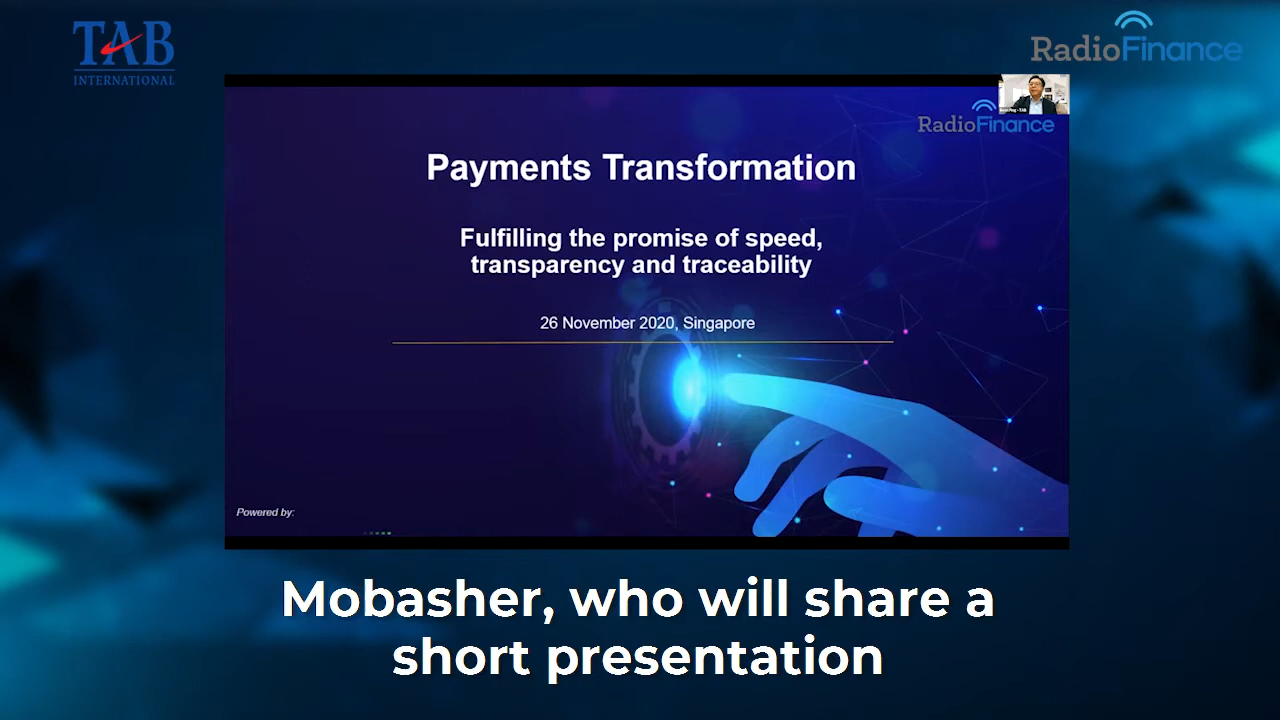 TAB
INTERNATIONAL
RadioFinance
RadioFinance
Payments Transformation
Fulfilling the promise of speed,
transparency and traceability
26 November 2020, Singapore
Powered by:
Mobasher, who will share a
short presentation